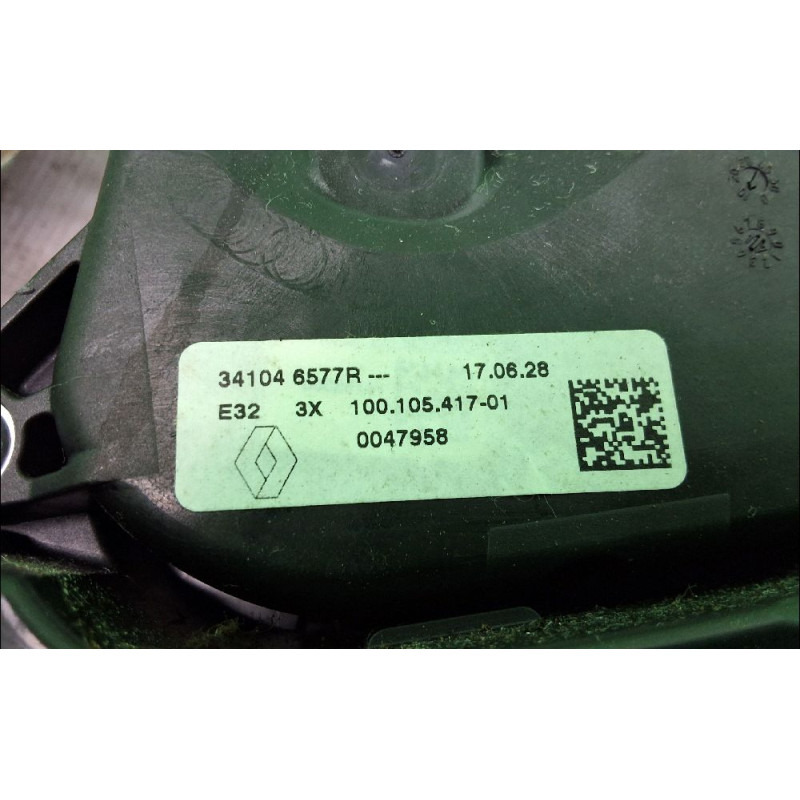 34104 6577R --- 17.06.28
E32 3X 100.105.417-01
0047958